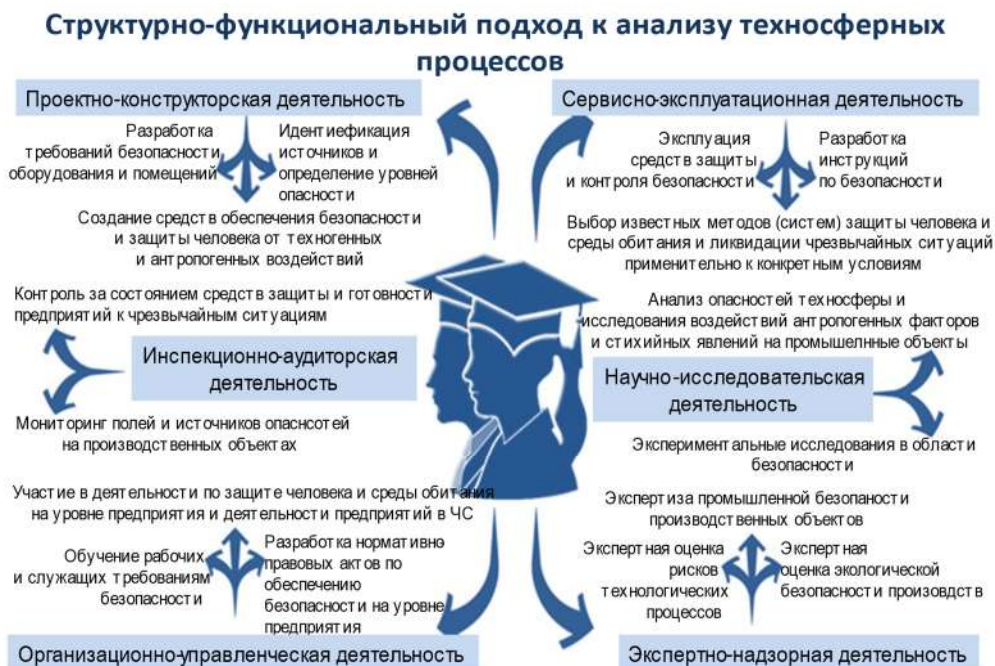 Структурно-функциональный подход к анализу техносферных
процессов
Проектно-конструкторская деятельность
Разработка
требований безопасности
оборудования и помещений
Идентиефикация
источников и
определение уровней
опасности
Создание средств обеспечения безопасности
и защиты человека от техногенных
и антропогенных воздействий
Сервисно-эксплуатационная деятельность
Эксплуация
средств защиты
и контроля безопасности
Разработка
инструкций
по безопасности
Выбор известных методов (систем) защиты человека и
среды обитания и ликвидации чрезвычайных ситуаций
применительно к конкретным условиям
Контроль за состоянием средств защиты и готовности
предприятий к чрезвычайным ситуациям
Инспекционно-аудиторская
деятельность
Мониторинг полей и источников опаснсотей
на производственных объектах
Анализ опасностей техносферы и
исследования воздействий антропогенных факторов
и стихийных явлений на промышелнные объекты
Научно-исследовательская
деятельность
Экспериментальные исследования в области
безопасности
Участие в деятельности по защите человека и среды обитания
на уровне предприятия и деятельности предприятий в ЧС
Обучение рабочих
и служащих требованиям
безопасности
Разработка нормативно-
правовых актов по
обеспечению
безопасности на уровне
предприятия
Организационно-управленческая деятельность
Экспертиза промышленной безопаности
производственных объектов
Экспертная оценка
рисков
технологических
процессов
Экспертная
оценка экологической
безопасности произовдств
Экспертно-надзорная деятельность